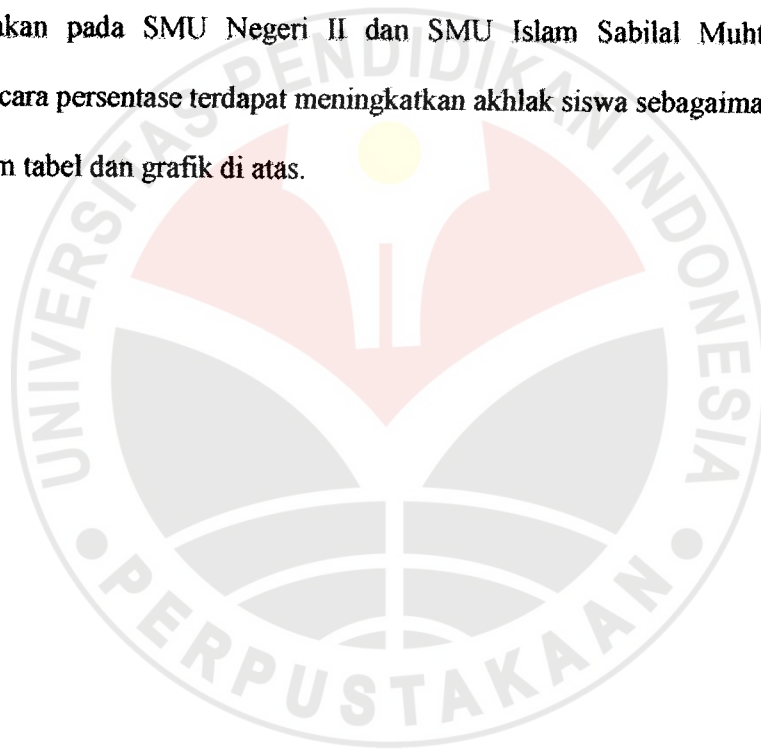 akan pada SMU Negeri II dan SMU Islam Sabilal Muht
cara persentase terdapat meningkatkan akhlak siswa sebagaima
m tabel dan grafik di atas.
UNIVERSITAS PENDIDIKAN INDONESIA
PERPUSTAKAAN